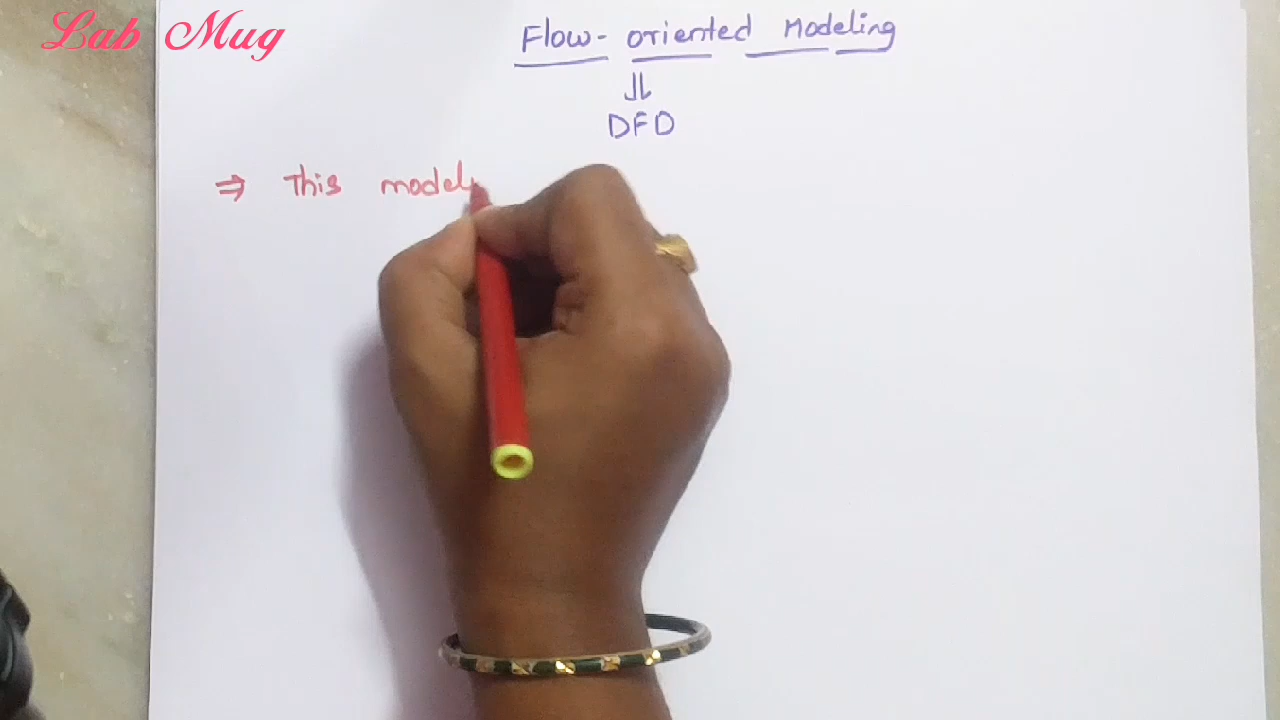 Lab Mug
Flow-oriented Modeling
⇓
DFD
⇒ This model